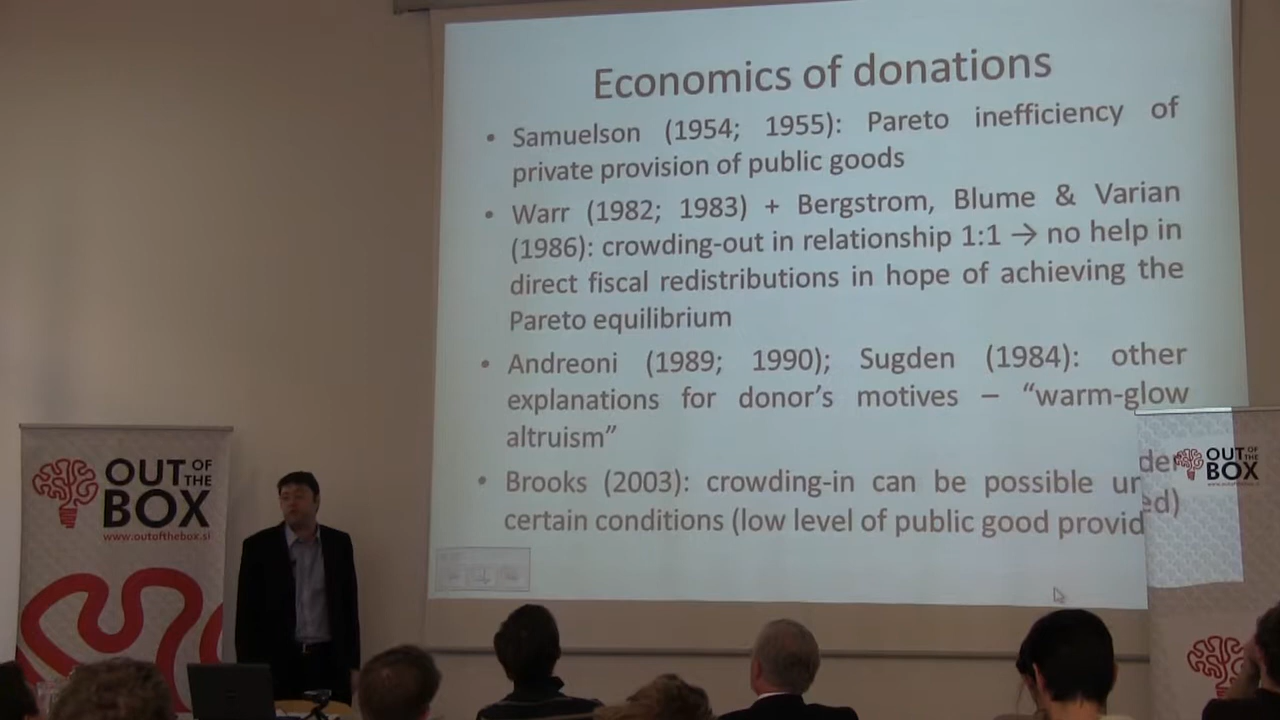 Economics of donations
• Samuelson (1954; 1955): Pareto inefficiency of
private provision of public goods
• Warr (1982; 1983) + Bergstrom, Blume & Varian
(1986): crowding-out in relationship 1:1 → no help in
direct fiscal redistributions in hope of achieving the
Pareto equilibrium
• Andreoni (1989; 1990); Sugden (1984): other
explanations for donor's motives – “warm-glow
altruism”
• Brooks (2003): crowding-in can be possible under
certain conditions (low level of public good provided)
OUT OF THE
BOX
www.outofthebox.si
OUT OF THE
BOX